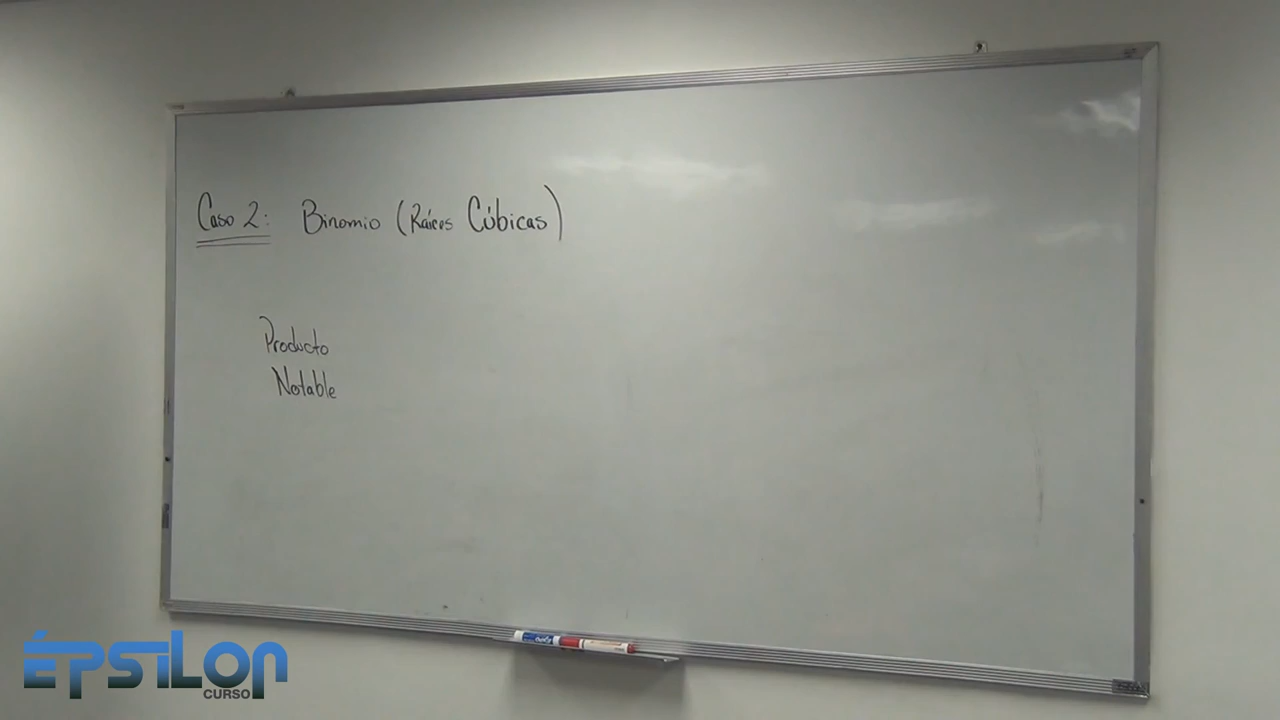 Caso 2: Binomio (Raíces Cúbicas)
Producto
Notable
ÉPSILON
CURSO